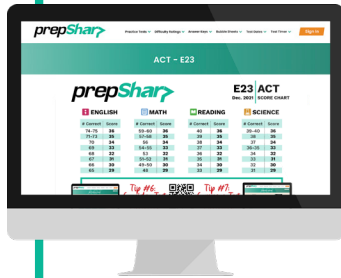 prepSharp
Practice Tests Difficulty Ratings Answer Keys Bubble Sheets Test Dates Test Timer Sign In
ACT - E23
prepSharp E23 ACT
Dec. 2021 SCORE CHART
ENGLISH MATH READING SCIENCE
# Correct Score # Correct Score # Correct Score # Correct Score
74-75 36 59-60 36 40 36 39-40 36
71-73 35 57-58 35 39 35 38 35
70 34 56 34 38 34 37 34
69 33 54-55 33 37 33 36-35 33
68 32 53 32 36 32 34 32
67 31 51-52 31 35 31 33 31
66 30 49-50 30 34 30 32 30
65 29 48 29 33 29 31 29
Tip #6: Tip #7: